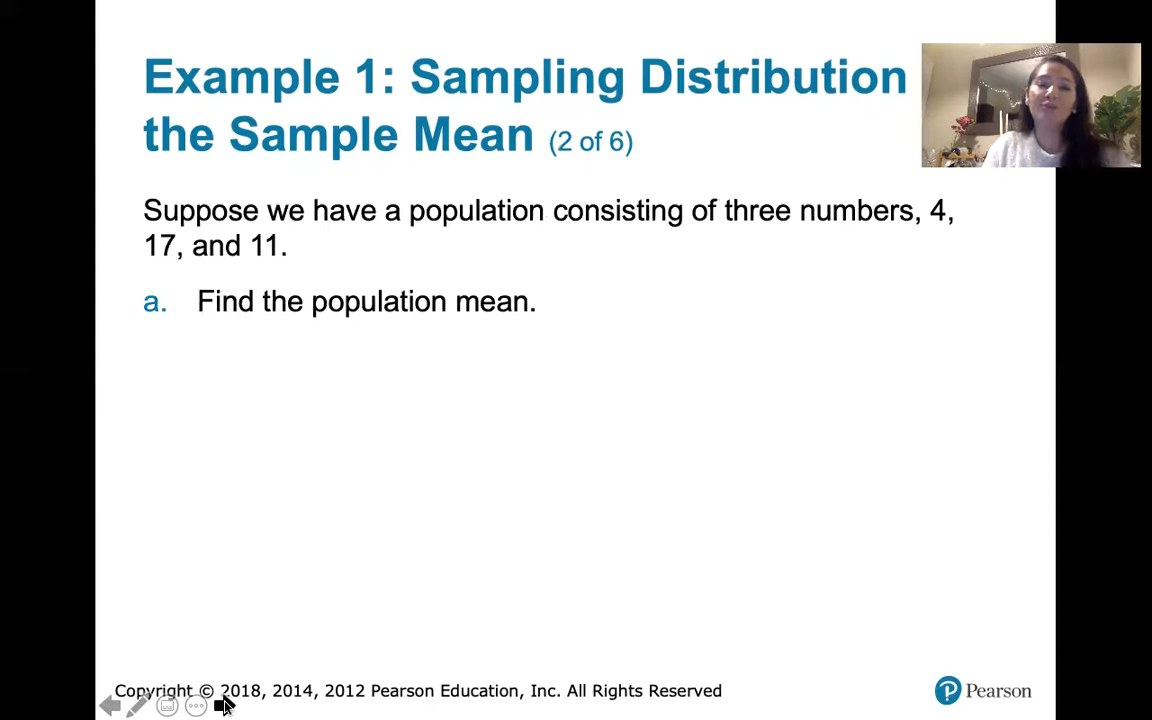 Example 1: Sampling Distribution
the Sample Mean (2 of 6)
Suppose we have a population consisting of three numbers, 4,
17, and 11.
a. Find the population mean.
Copyright © 2018, 2014, 2012 Pearson Education, Inc. All Rights Reserved
Pearson